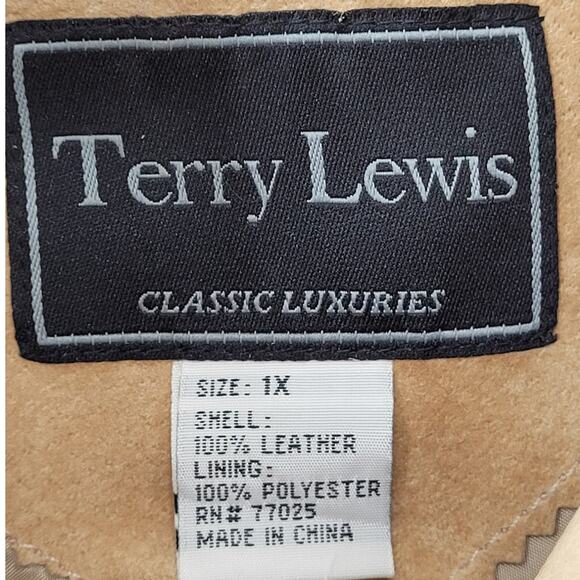 Terry Lewis
CLASSIC LUXURIES
SIZE: 1X
SHELL:
100% LEATHER
LINING:
100% POLYESTER
RN# 77025
MADE IN CHINA